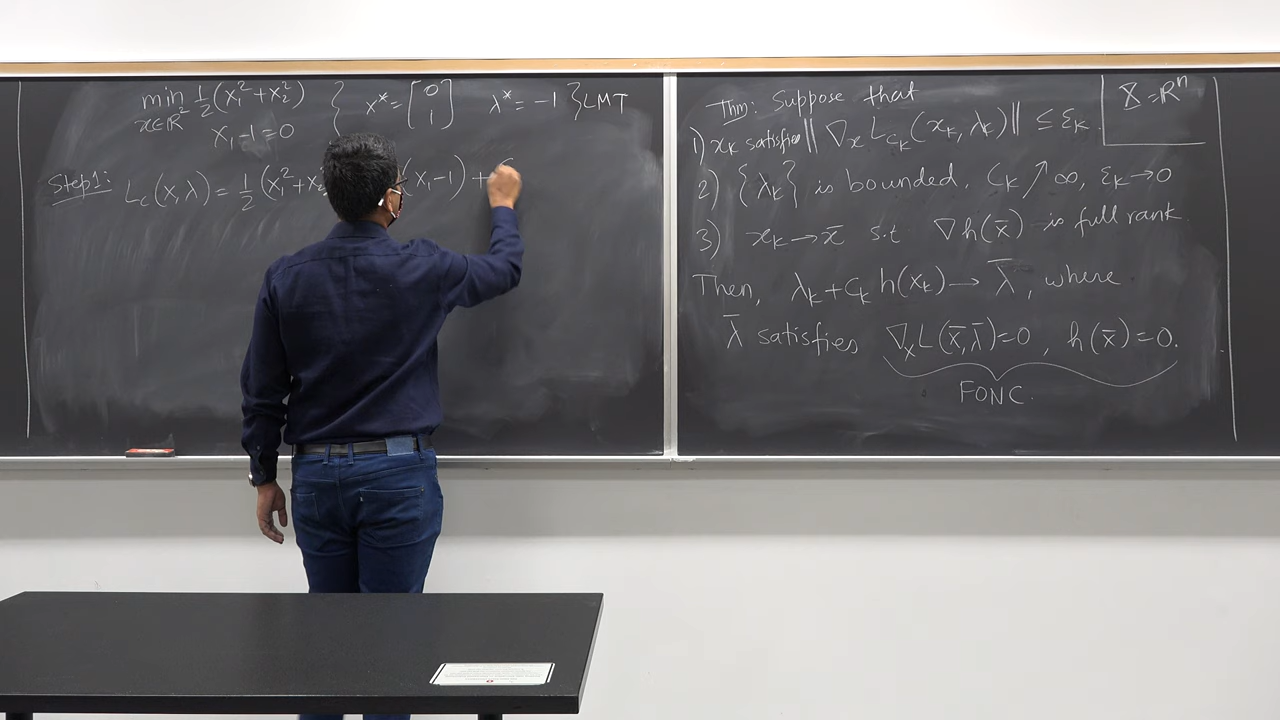 min ½(x₁²+x₂²) { x* = [0 1] λ* = -1 } LMT
x∈ℝ²
x₁-1=0
Step1: L_c(x,λ) = ½(x₁²+x₂ (x₁-1) +
X = ℝⁿ
Thm: Suppose that
1) x_k satisfies ‖∇ₓ L_{c_k}(x_k, λ_k)‖ ≤ ε_k.
2) {λ_k} is bounded, c_k ↗ ∞, ε_k → 0
3) x_k → x̄ s.t ∇h(x̄) is full rank.
Then, λ_k + c_k h(x_k) → λ̄, where
λ̄ satisfies ∇ₓL(x̄,λ̄)=0, h(x̄)=0.
FONC.